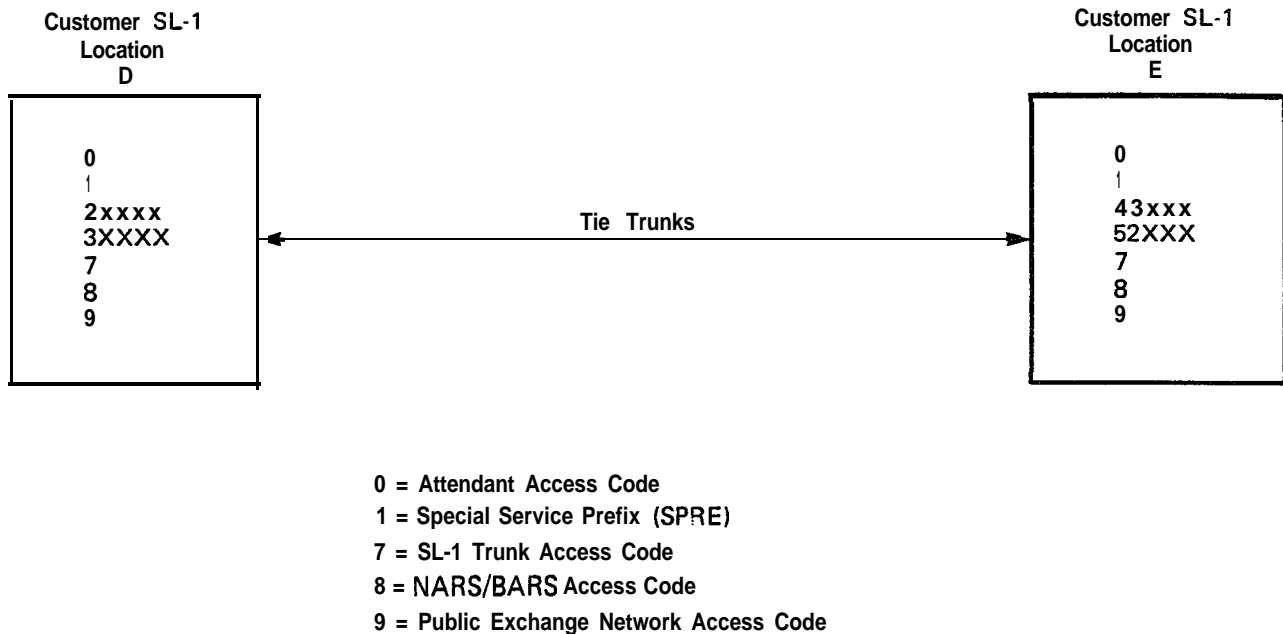 Customer SL-1
Location
D
Customer SL-1
Location
E
0
1
2xxxx
3XXXX
7
8
9
Tie Trunks
0
1
43xxx
52XXX
7
8
9
0 = Attendant Access Code
1 = Special Service Prefix (SPRE)
7 = SL-1 Trunk Access Code
8 = NARS/BARS Access Code
9 = Public Exchange Network Access Code